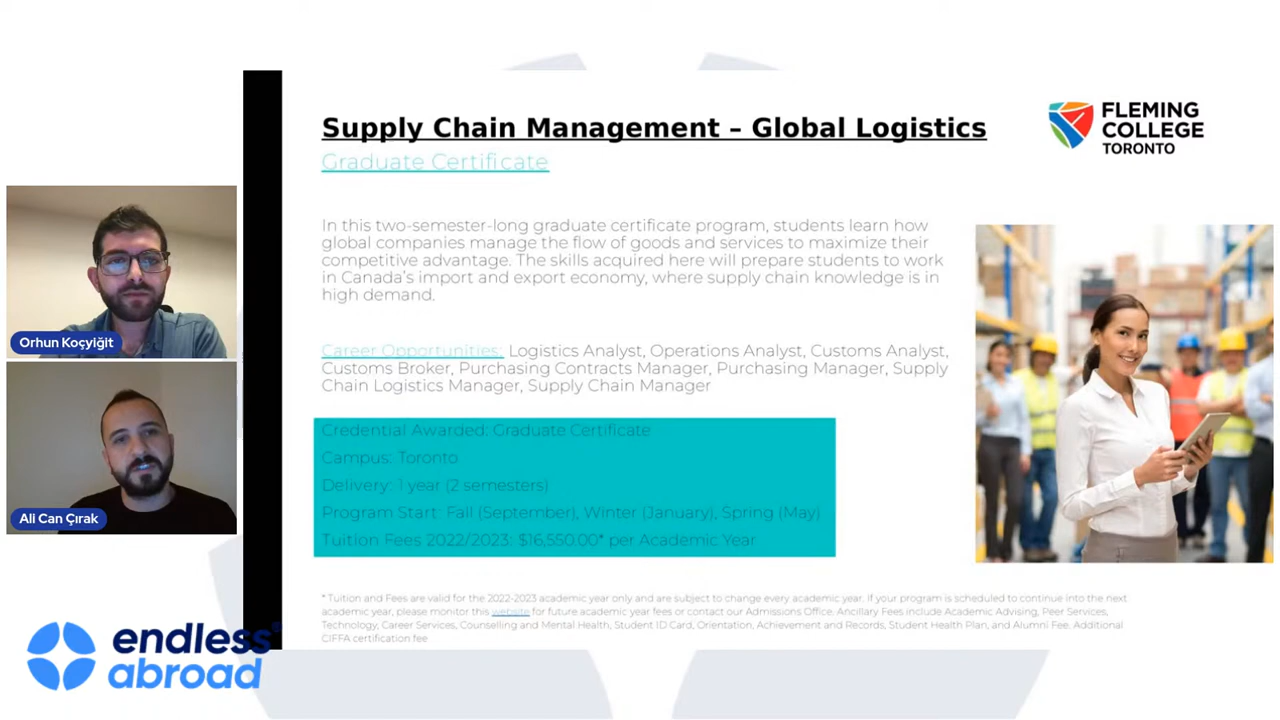 Supply Chain Management – Global Logistics
Graduate Certificate
FLEMING
COLLEGE
TORONTO
In this two-semester-long graduate certificate program, students learn how
global companies manage the flow of goods and services to maximize their
competitive advantage. The skills acquired here will prepare students to work
in Canada's import and export economy, where supply chain knowledge is in
high demand.
Orhun Koçyiğit
Career Opportunities: Logistics Analyst, Operations Analyst, Customs Analyst,
Customs Broker, Purchasing Contracts Manager, Purchasing Manager, Supply
Chain Logistics Manager, Supply Chain Manager
Ali Can Çırak
Credential Awarded: Graduate Certificate
Campus: Toronto
Delivery: 1 year (2 semesters)
Program Start: Fall (September), Winter (January), Spring (May)
Tuition Fees 2022/2023: $16,550.00* per Academic Year
* Tuition and Fees are valid for the 2022-2023 academic year only and are subject to change every academic year. If your program is scheduled to continue into the next
academic year, please monitor this website for future academic year fees or contact our Admissions Office. Ancillary Fees include Academic Advising, Peer Services,
Technology, Career Services, Counselling and Mental Health, Student ID Card, Orientation, Achievement and Records, Student Health Plan, and Alumni Fee. Additional
CIFFA certification fee
endless
abroad